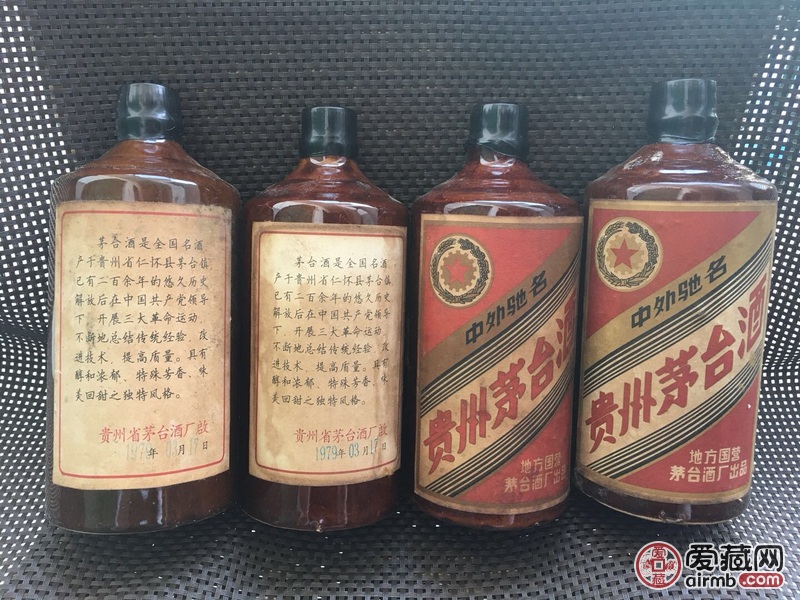 茅台酒是全国名酒
产于贵州省仁怀县茅台镇
已有二百余年的悠久历史
解放后在中国共产党领导
下，开展三大革命运动，
不断地总结传统经验，改
进技术、提高质量。具有
醇和浓郁、特殊芳香、味
美回甜之独特风格。
贵州省茅台酒厂啟
年 月17日
茅台酒是全国名酒
产于贵州省仁怀县茅台镇
已有二百余年的悠久历史
解放后在中国共产党领导
下，开展三大革命运动，
不断地总结传统经验，改
进技术、提高质量。具有
醇和浓郁、特殊芳香、味
美回甜之独特风格。
贵州省茅台酒厂啟
1979年03月17日
中外驰名
贵州茅台酒
地方国营
茅台酒厂出品
中外驰名
贵州茅台酒
地方国营
茅台酒厂出品
爱藏网
airmb.com